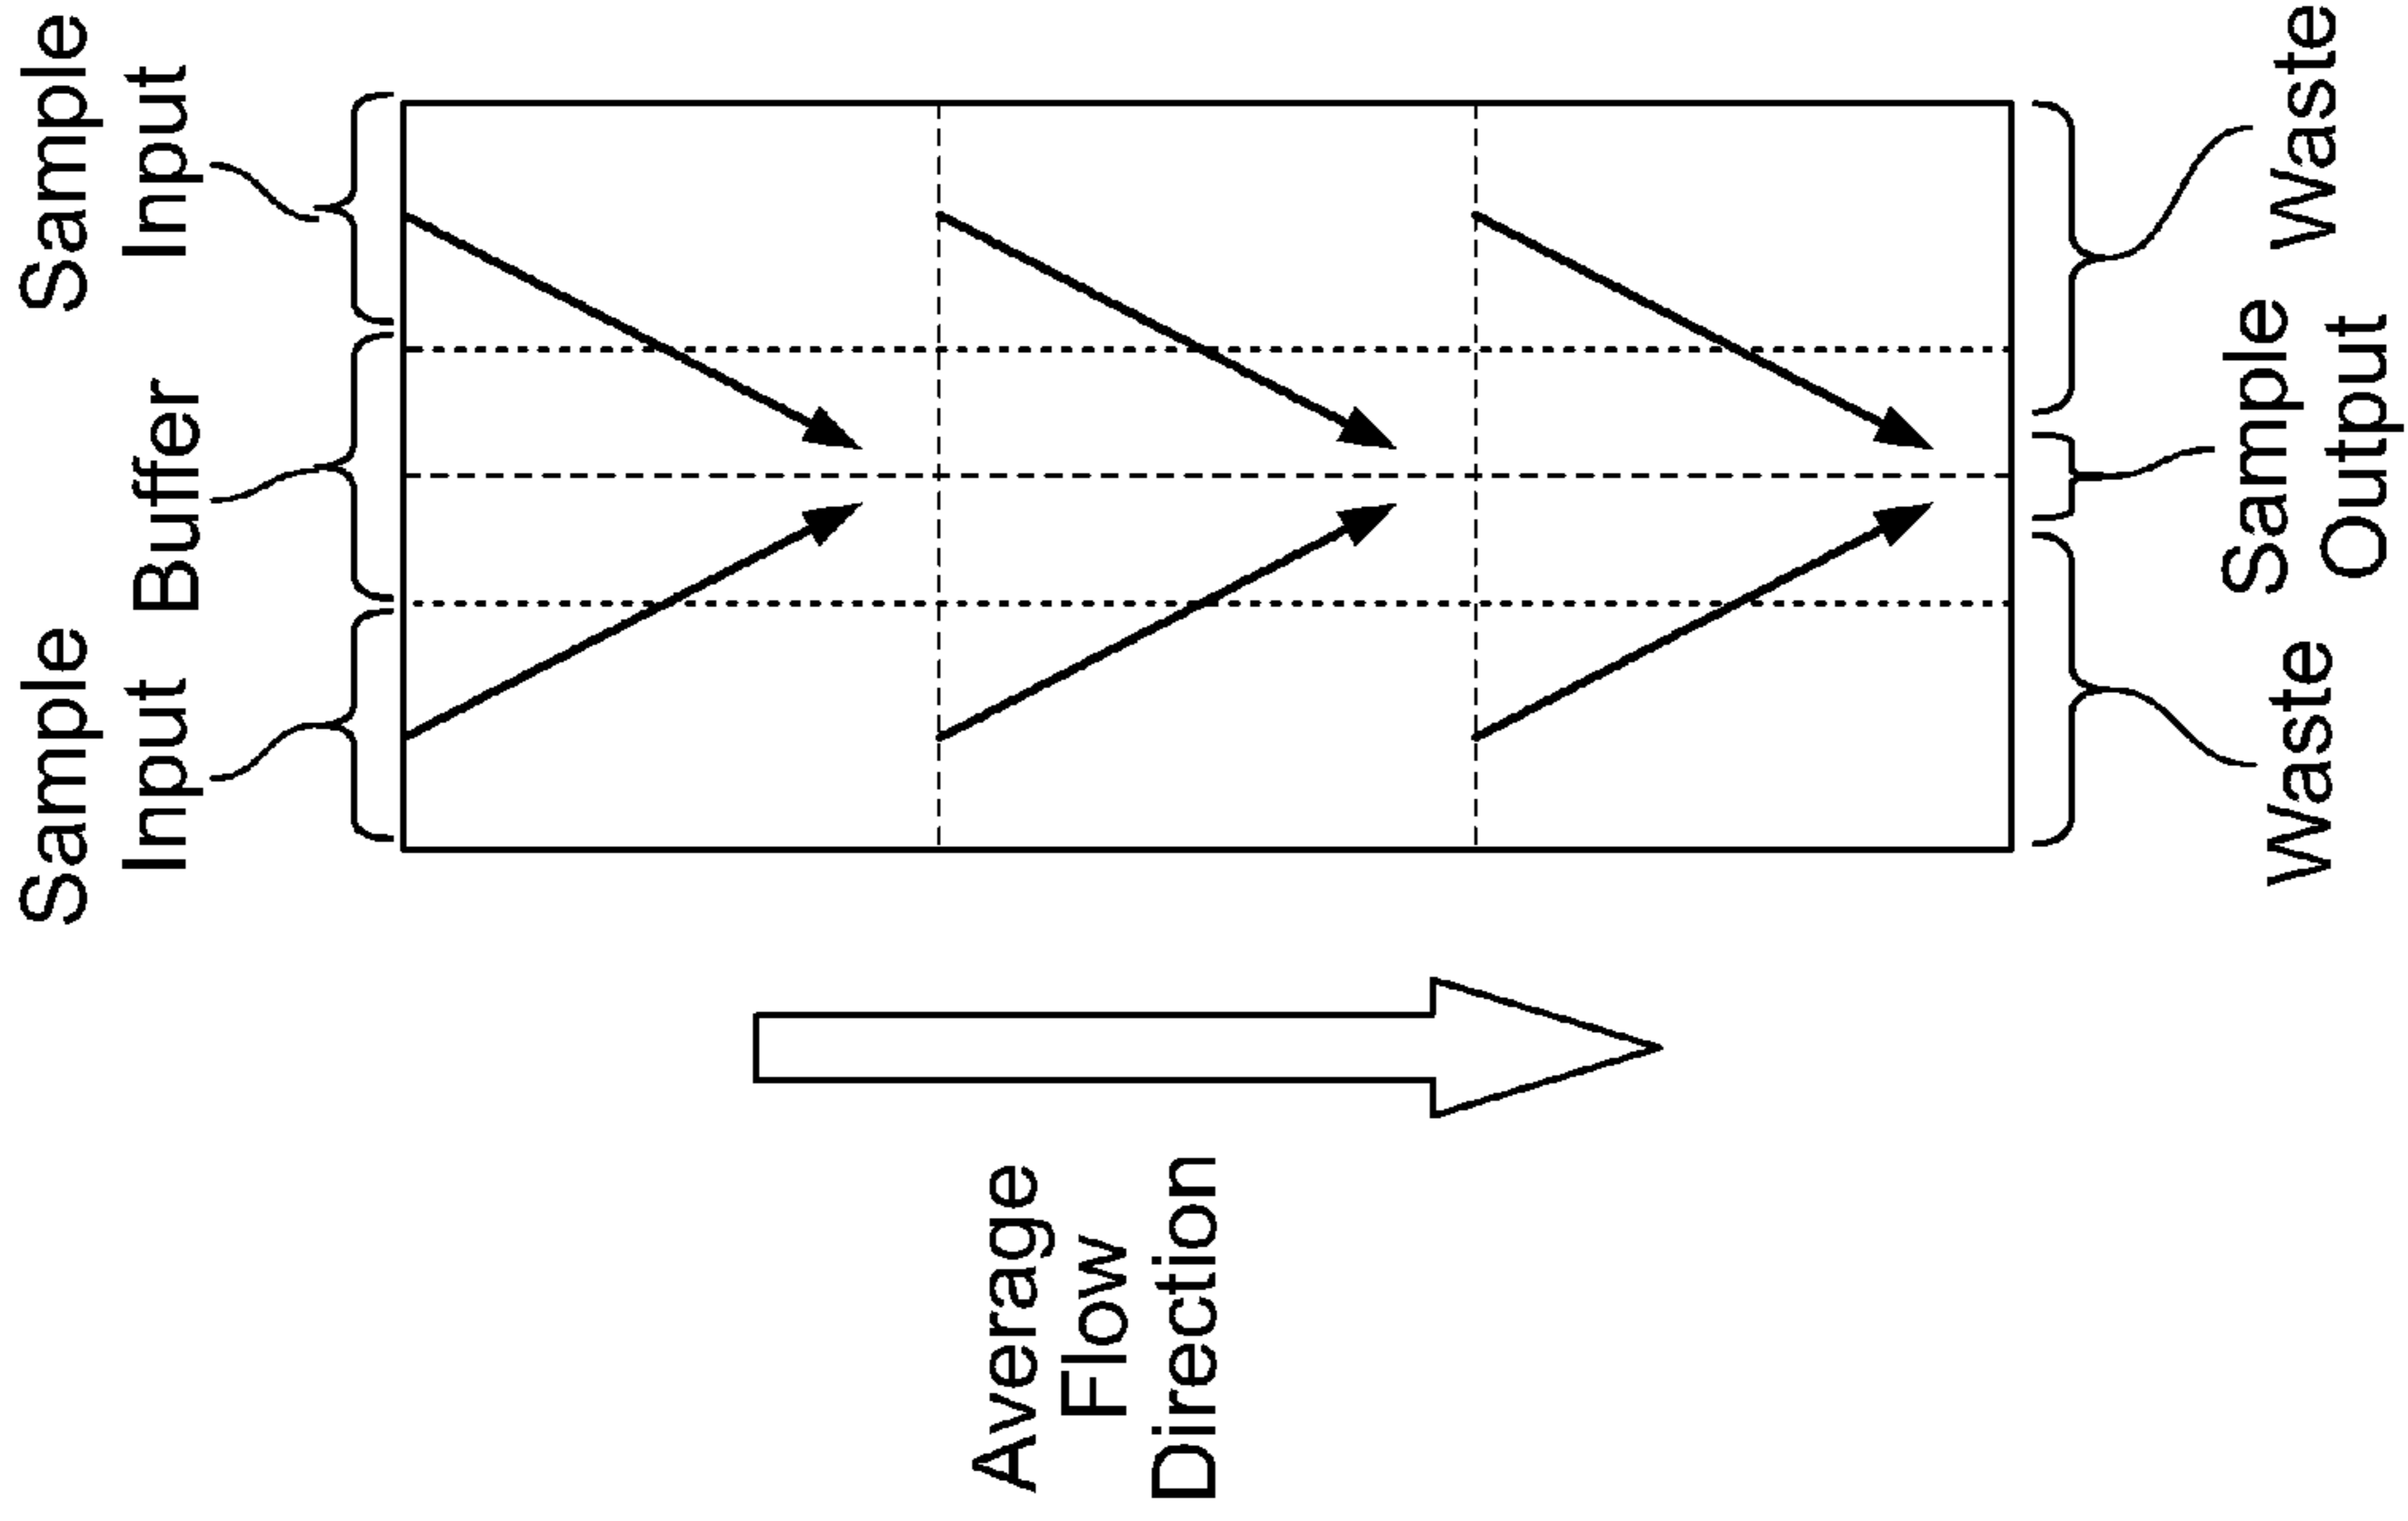 Sample
Input
Buffer
Sample
Input
Average
Flow
Direction
Waste
Sample
Output
Waste